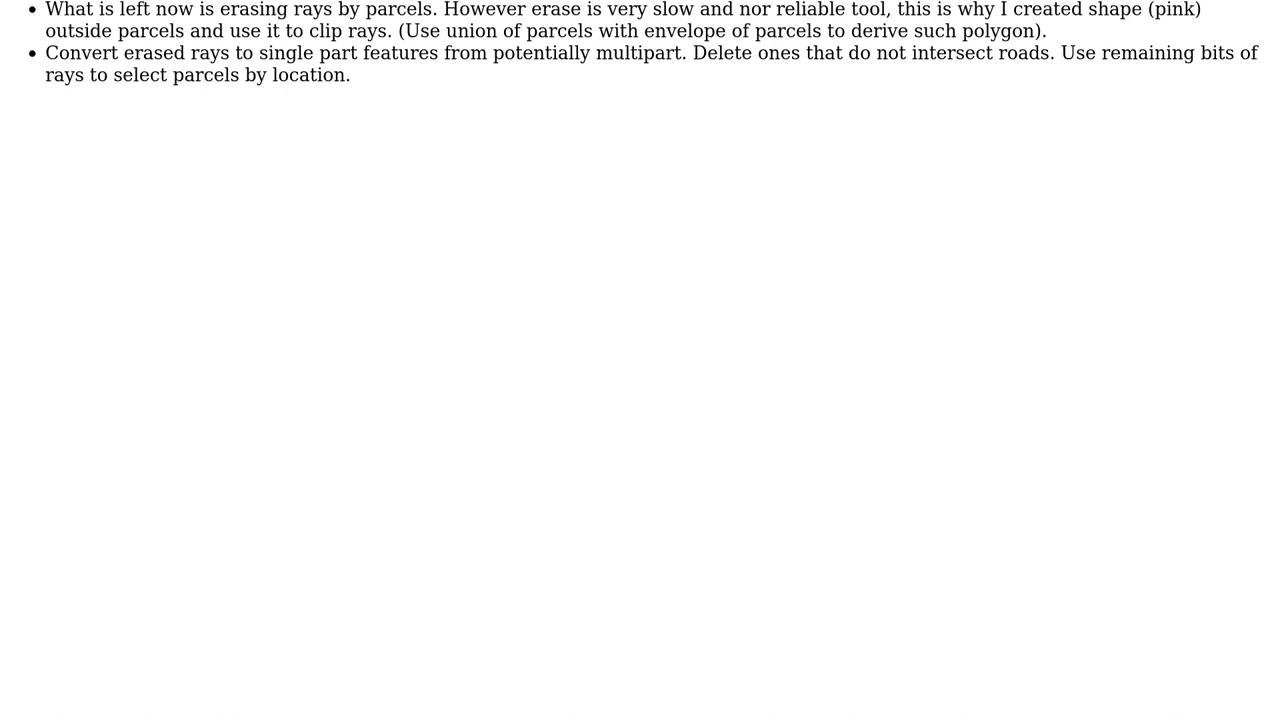 • What is left now is erasing rays by parcels. However erase is very slow and nor reliable tool, this is why I created shape (pink)
outside parcels and use it to clip rays. (Use union of parcels with envelope of parcels to derive such polygon).
• Convert erased rays to single part features from potentially multipart. Delete ones that do not intersect roads. Use remaining bits of
rays to select parcels by location.